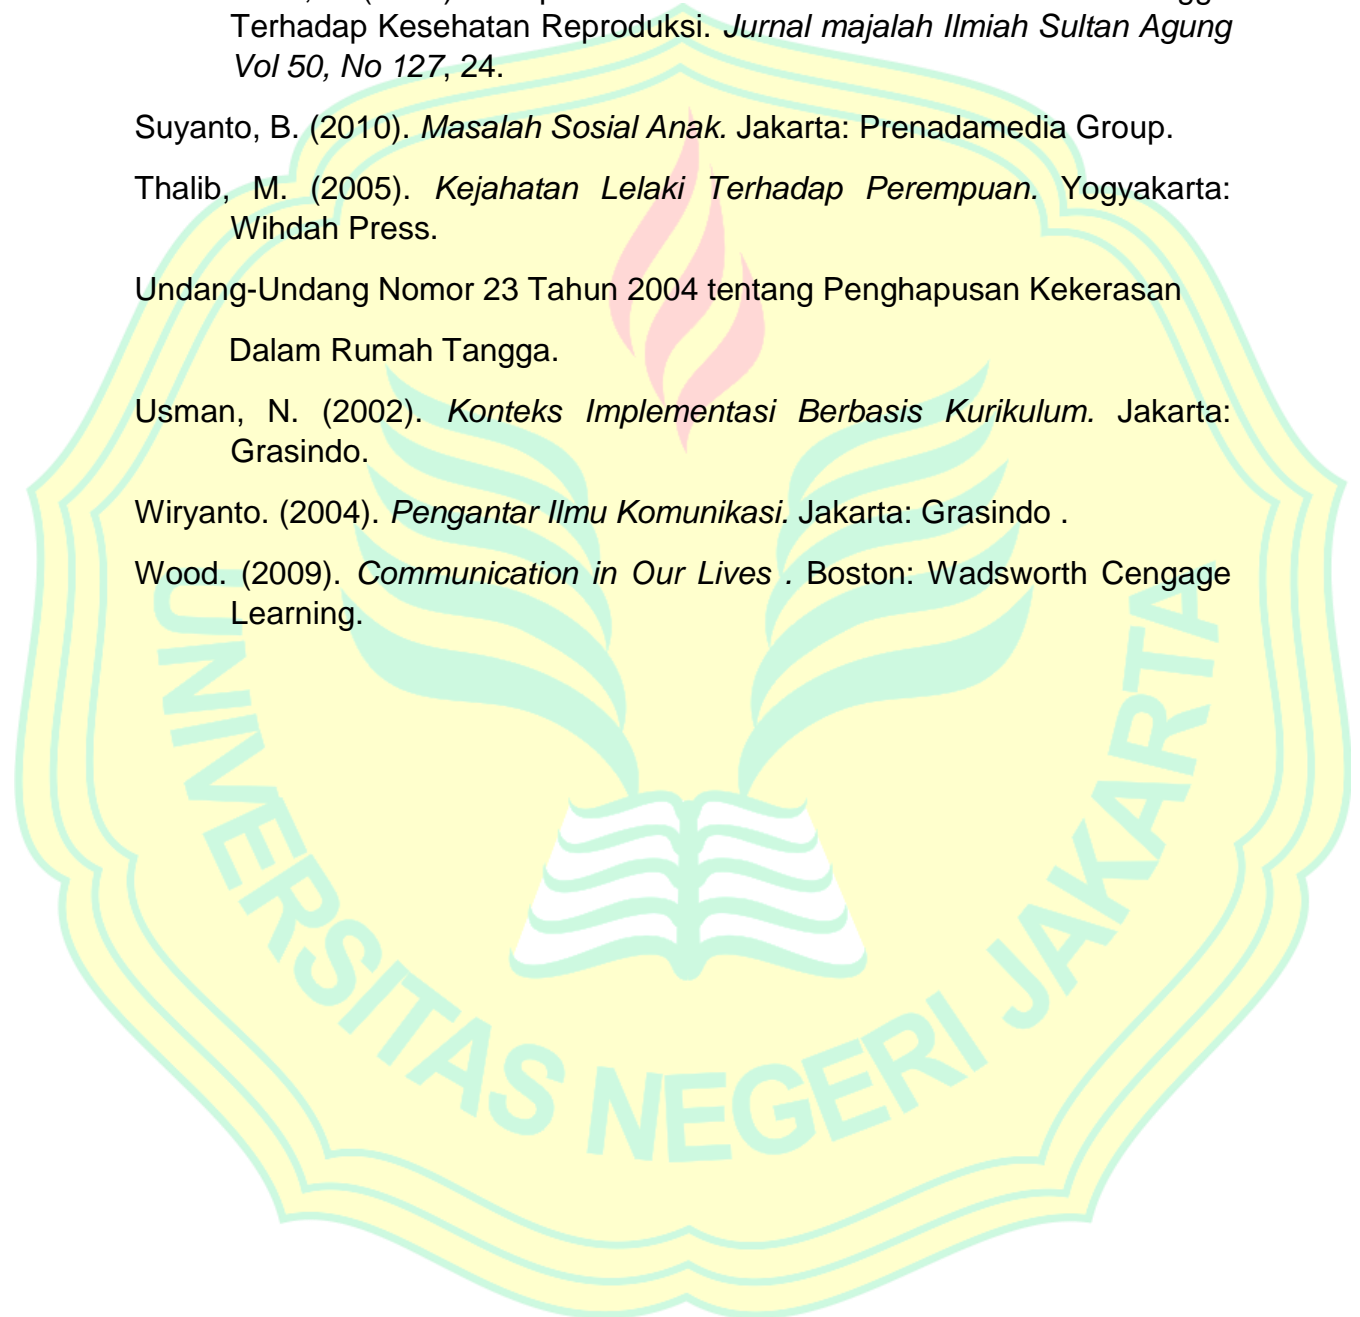 Terhadap Kesehatan Reproduksi. Jurnal majalah Ilmiah Sultan Agung
Vol 50, No 127, 24.
Suyanto, B. (2010). Masalah Sosial Anak. Jakarta: Prenadamedia Group.
Thalib, M. (2005). Kejahatan Lelaki Terhadap Perempuan. Yogyakarta:
Wihdah Press.
Undang-Undang Nomor 23 Tahun 2004 tentang Penghapusan Kekerasan
Dalam Rumah Tangga.
Usman, N. (2002). Konteks Implementasi Berbasis Kurikulum. Jakarta:
Grasindo.
Wiryanto. (2004). Pengantar Ilmu Komunikasi. Jakarta: Grasindo .
Wood. (2009). Communication in Our Lives . Boston: Wadsworth Cengage
Learning.
UNIVERSITAS NEGERI JAKARTA